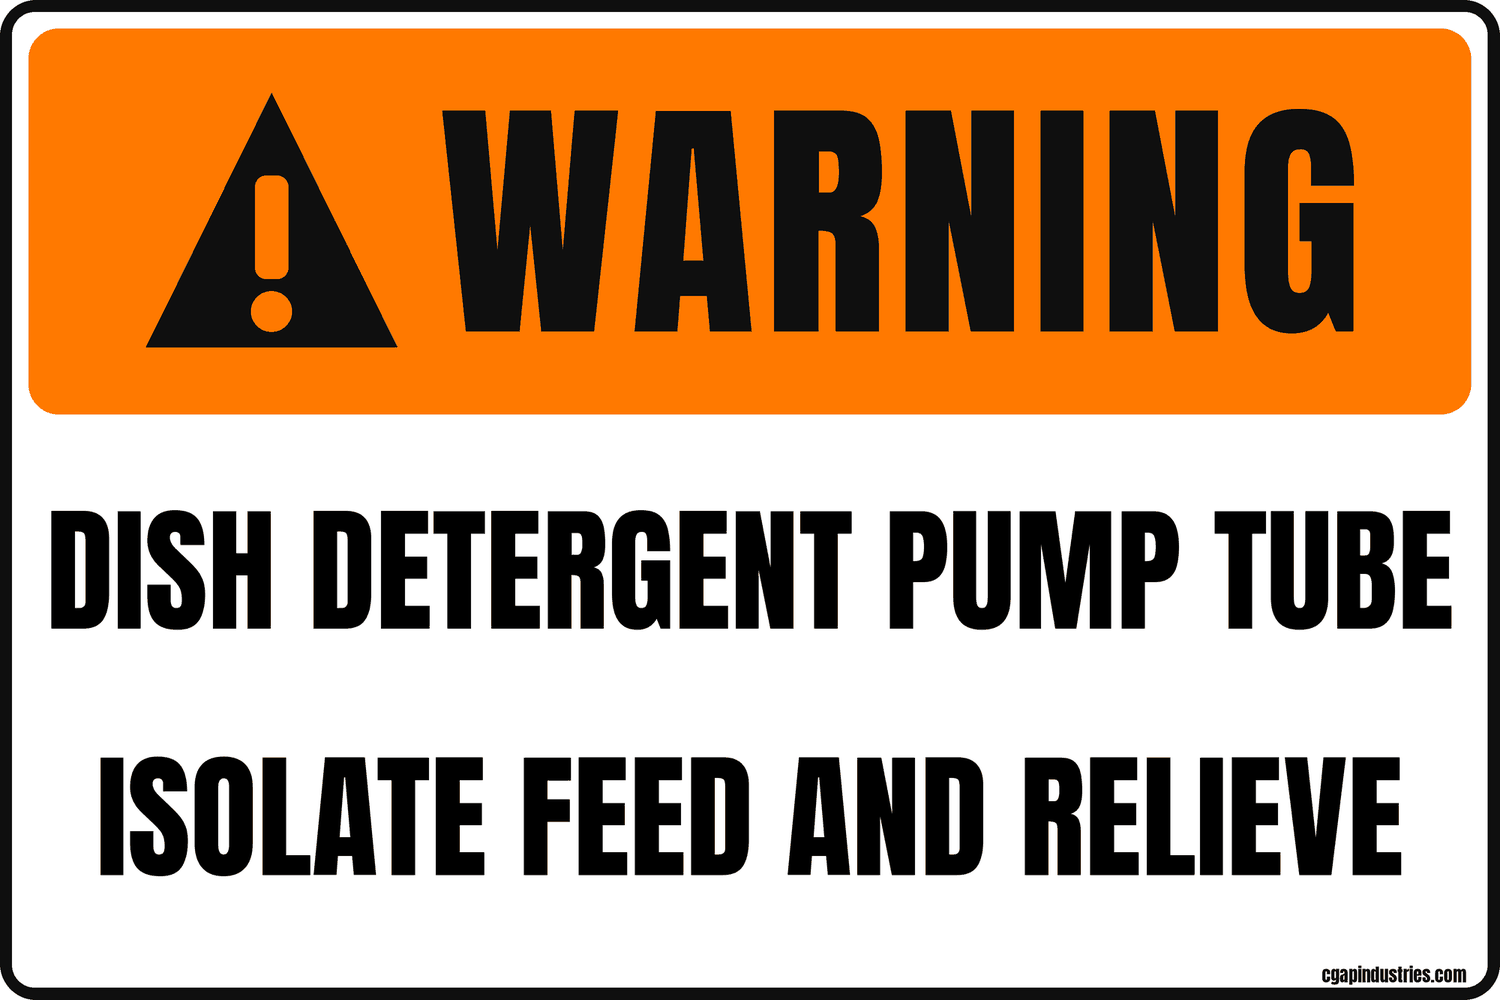 WARNING
DISH DETERGENT PUMP TUBE
ISOLATE FEED AND RELIEVE
cgapindustries.com